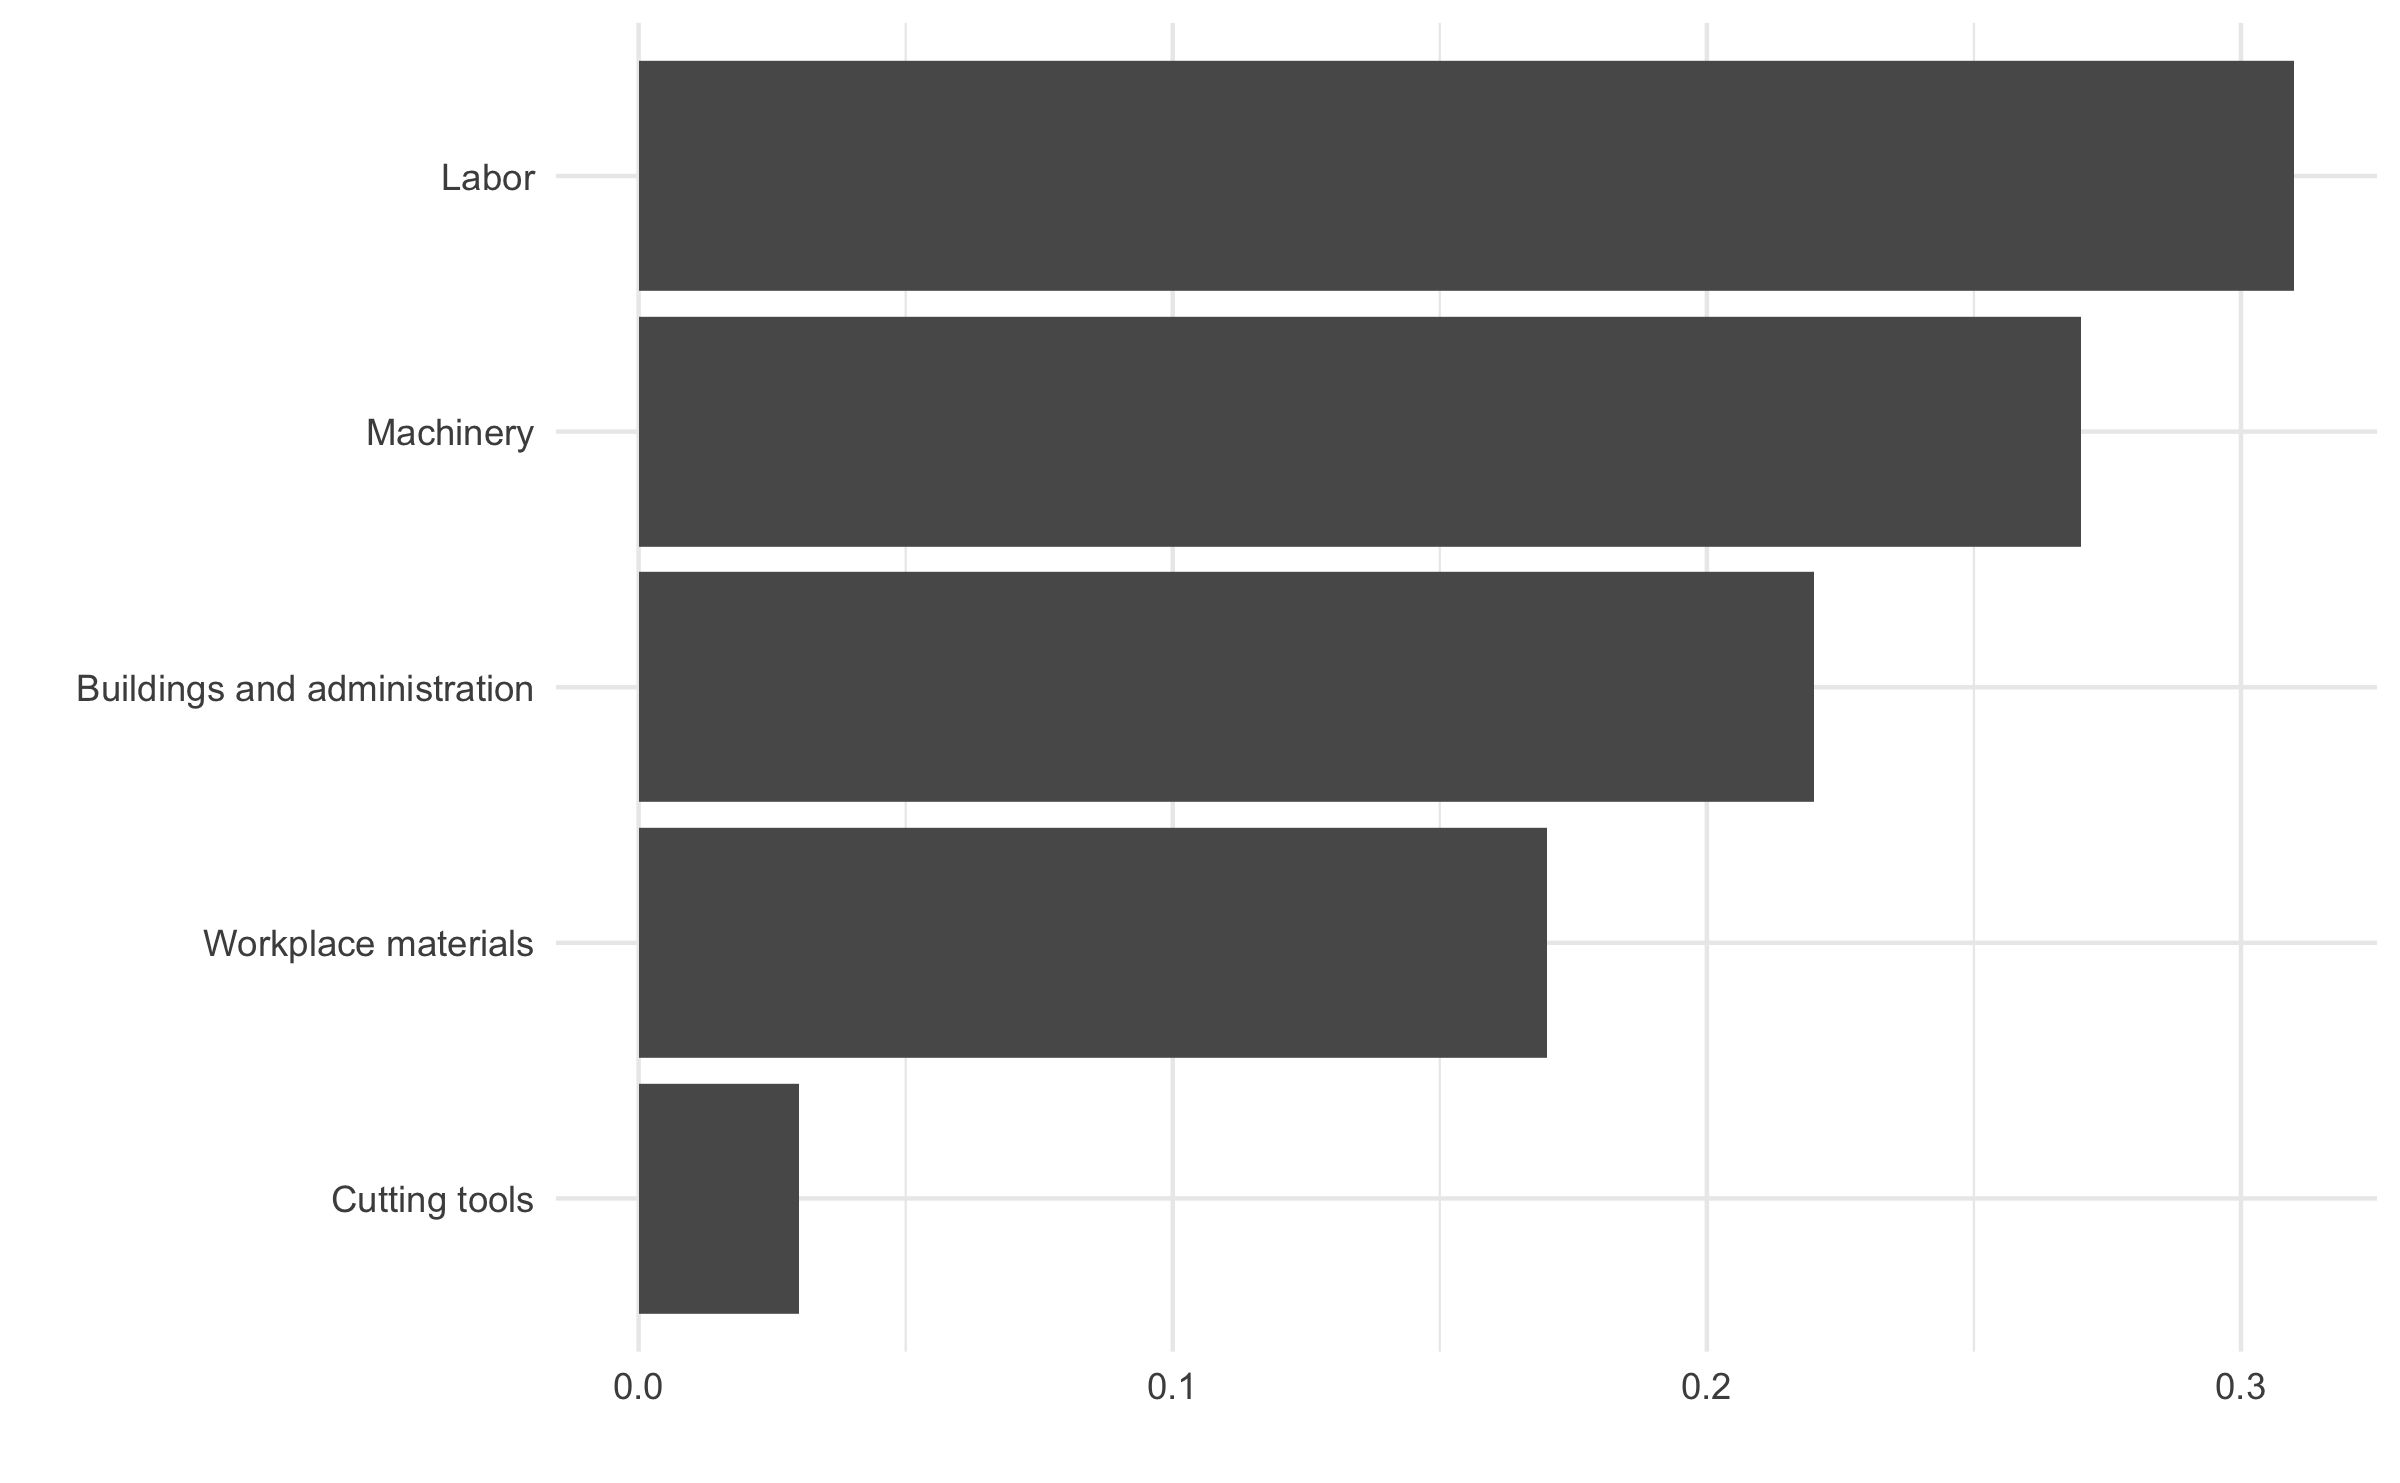 Labor
Machinery
Buildings and administration
Workplace materials
Cutting tools
0.0 0.1 0.2 0.3